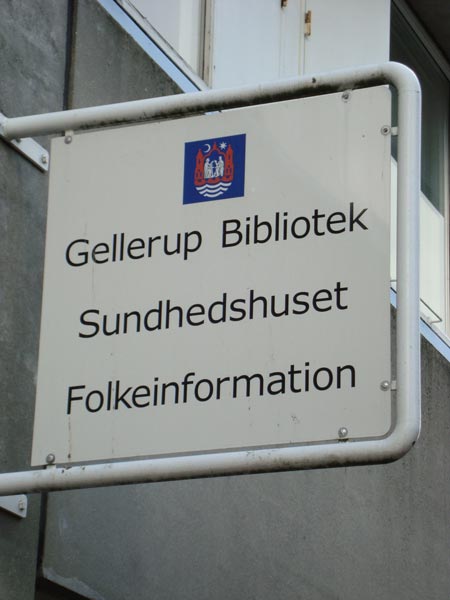 Gellerup Bibliotek
Sundhedshuset
Folkeinformation